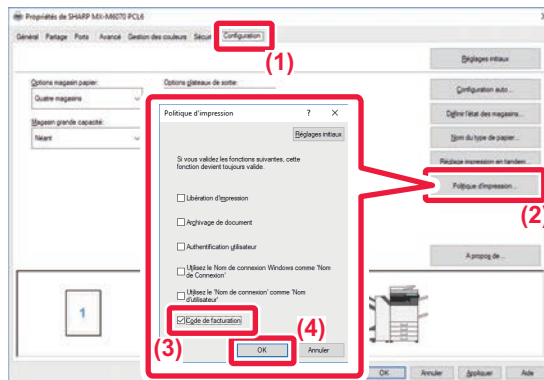 Propriétés de SHARP MX-M6070 PCL6
Général Partage Ports Avancé Gestion des couleurs Sécur Configuration
(1)
Réglages initiaux
Options magasin papier: Options plateaux de sortie:
Quatre magasins
Configuration auto...
Définir l'état des magasins...
Magasin grande capacité:
Néant
Nom du type de papier...
Réglage impression en tandem...
Politique d'impression...
(2)
A propos de...
Politique d'impression ? X
Réglages initiaux
Si vous validez les fonctions suivantes, cette
fonction devient toujours valide.
Libération d'impression
Archivage de document
Authentification utilisateur
Utilisez le Nom de connexion Windows comme 'Nom
de Connexion'
Utilisez le 'Nom de connexion' comme 'Nom
d'utilisateur'
Code de facturation
(3)
(4)
OK Annuler
1
OK Annuler Appliquer Aide